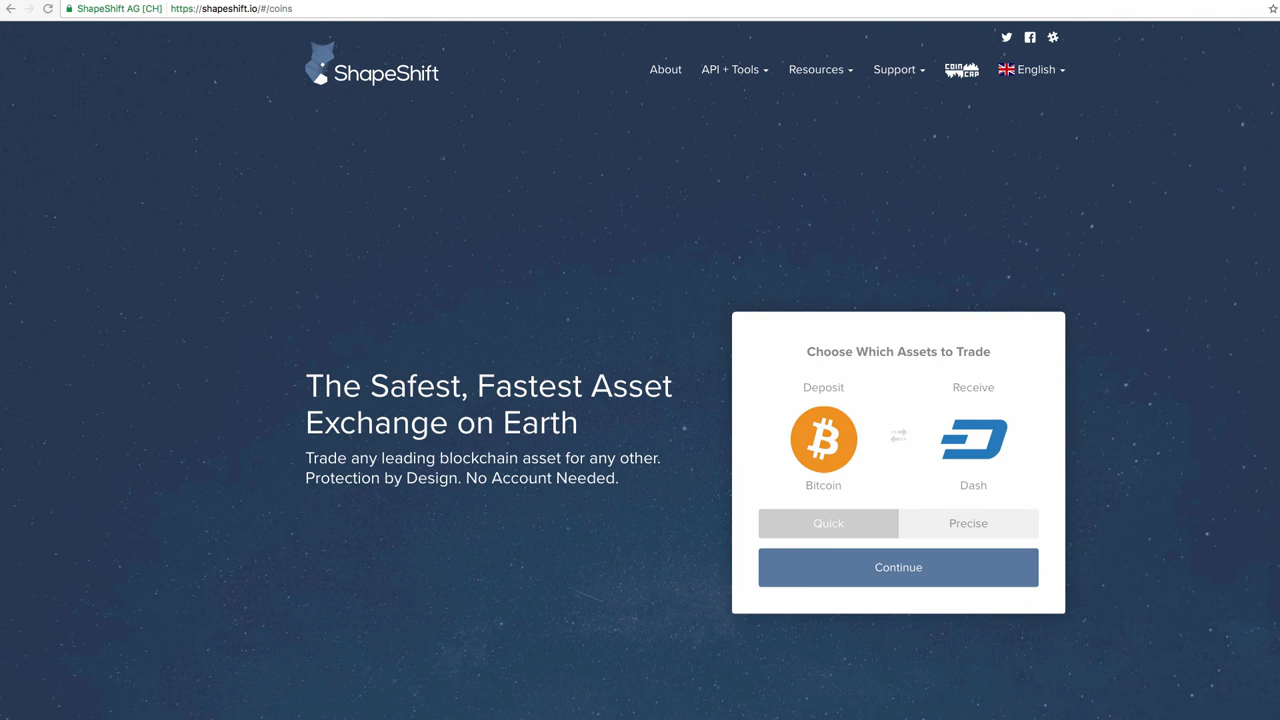 ShapeShift AG [CH] https://shapeshift.io/#/coins
ShapeShift
About API + Tools Resources Support COIN CAP English
Choose Which Assets to Trade
Deposit Receive
The Safest, Fastest Asset
Exchange on Earth
Trade any leading blockchain asset for any other.
Protection by Design. No Account Needed.
Bitcoin Dash
Quick Precise
Continue